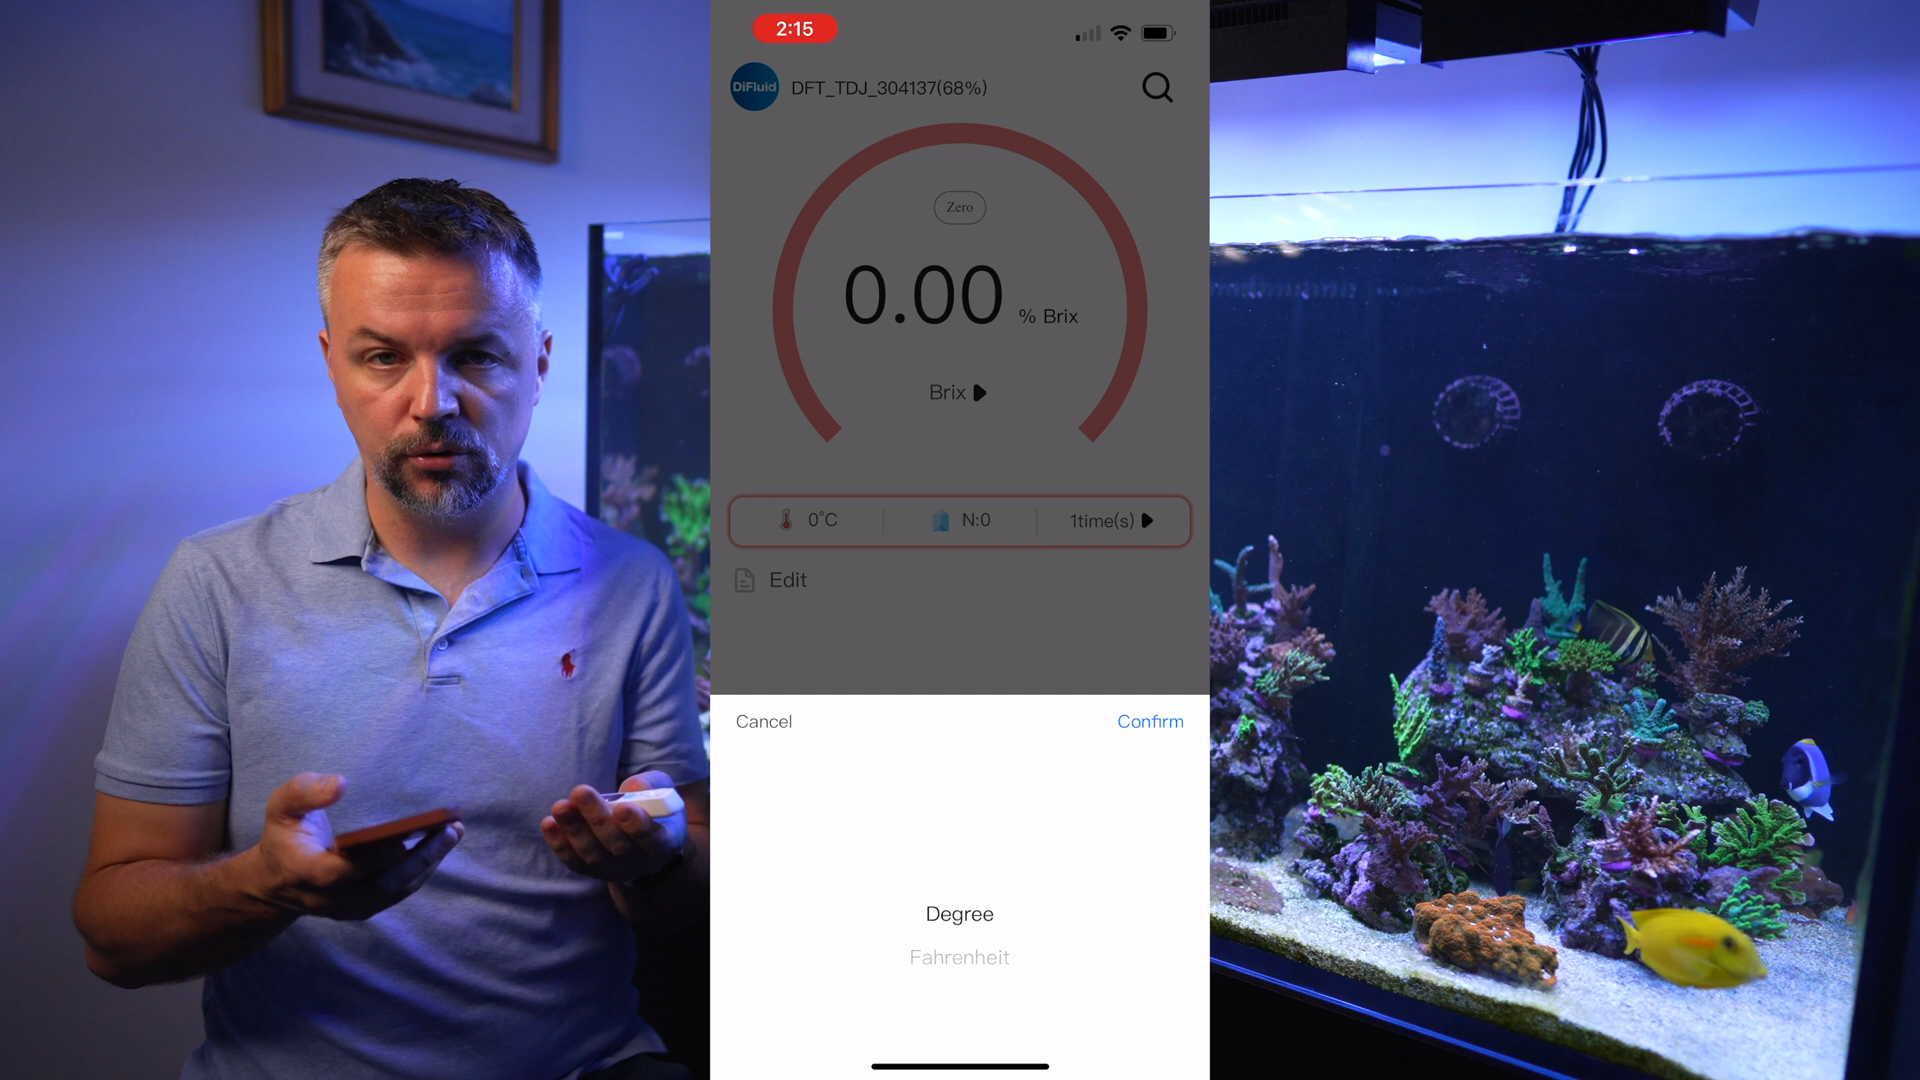 2:15
DiFluid
DFT_TDJ_304137(68%)
Zero
0.00 % Brix
Brix
0°C
N:0
1time(s)
Edit
Cancel
Confirm
Degree
Fahrenheit